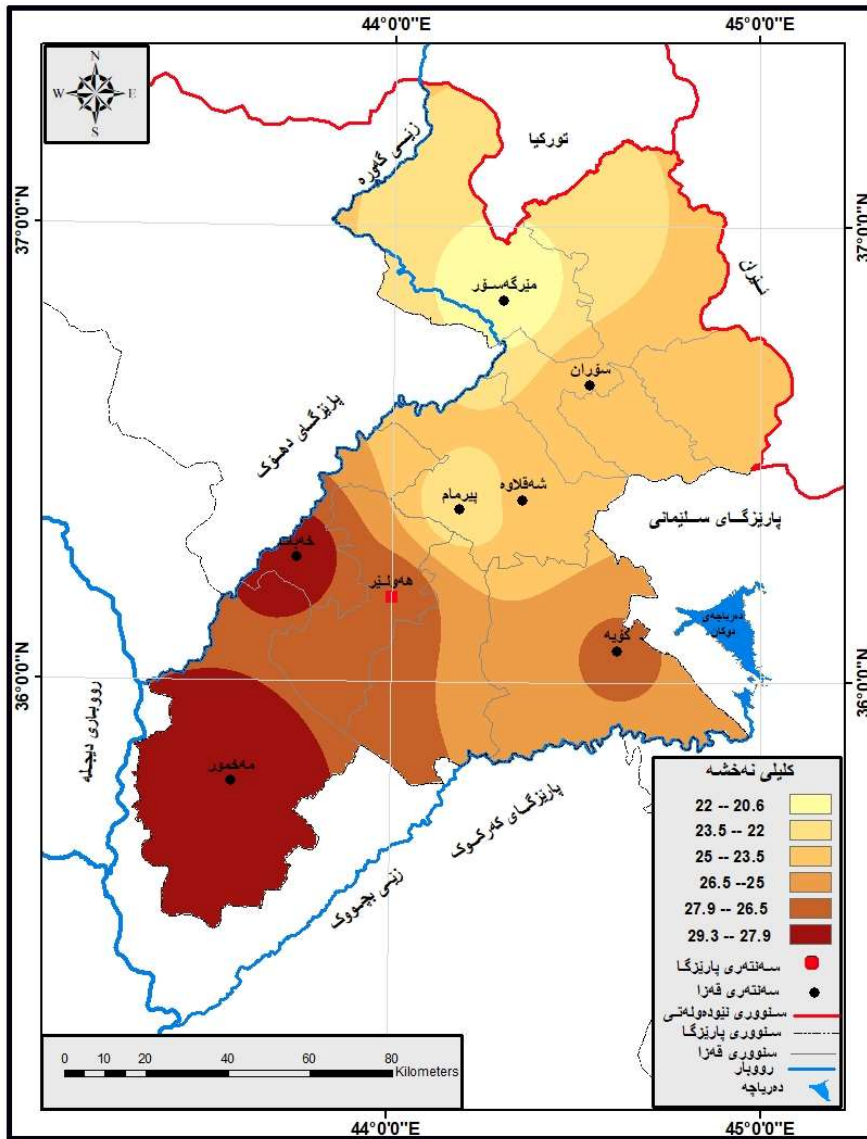 44°0'0"E
45°0'0"E
N
W
E
S
37°0'0"N
37°0'0"N
تورکیا
زێی گەورە
مێرگەسۆر
سۆران
پارێزگای دهۆک
شەقلاوە
پیرمام
پارێزگای سلێمانی
خەبات
هەولێر
دەریاچەی
دوکان
کۆیە
36°0'0"N
36°0'0"N
رووباری دیجلە
مەخمور
پارێزگای کەرکوک
زێی بچووک
کلیلی نەخشە
22 -- 20.6
23.5 -- 22
25 -- 23.5
26.5 --25
27.9 -- 26.5
29.3 -- 27.9
سەنتەری پارێزگا
سەنتەری قەزا
سنووری نێودەوڵەتی
سنووری پارێزگا
سنووری قەزا
رووبار
دەریاچە
0 10 20 40 60 80
Kilometers
44°0'0"E
45°0'0"E